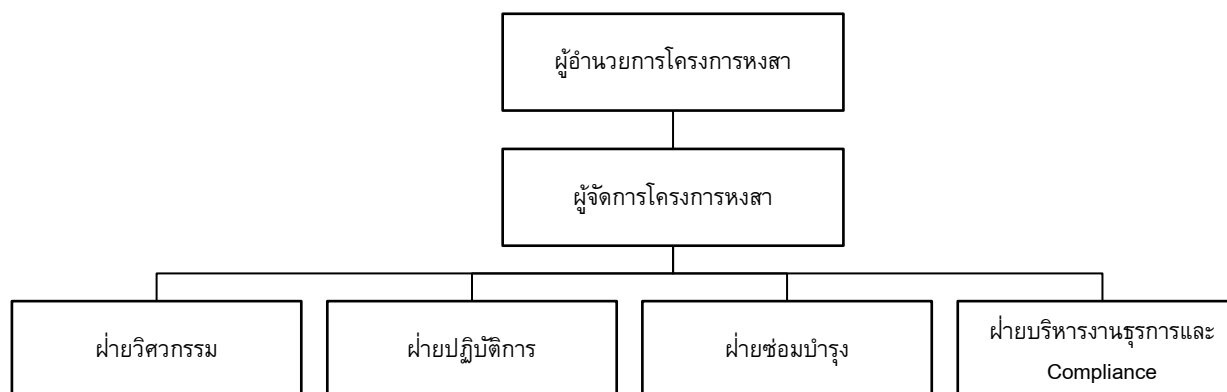 ผู้อำนวยการโครงการหงสา
ผู้จัดการโครงการหงสา
ฝ่ายวิศวกรรม
ฝ่ายปฏิบัติการ
ฝ่ายซ่อมบำรุง
ฝ่ายบริหารงานธุรการและ
Compliance